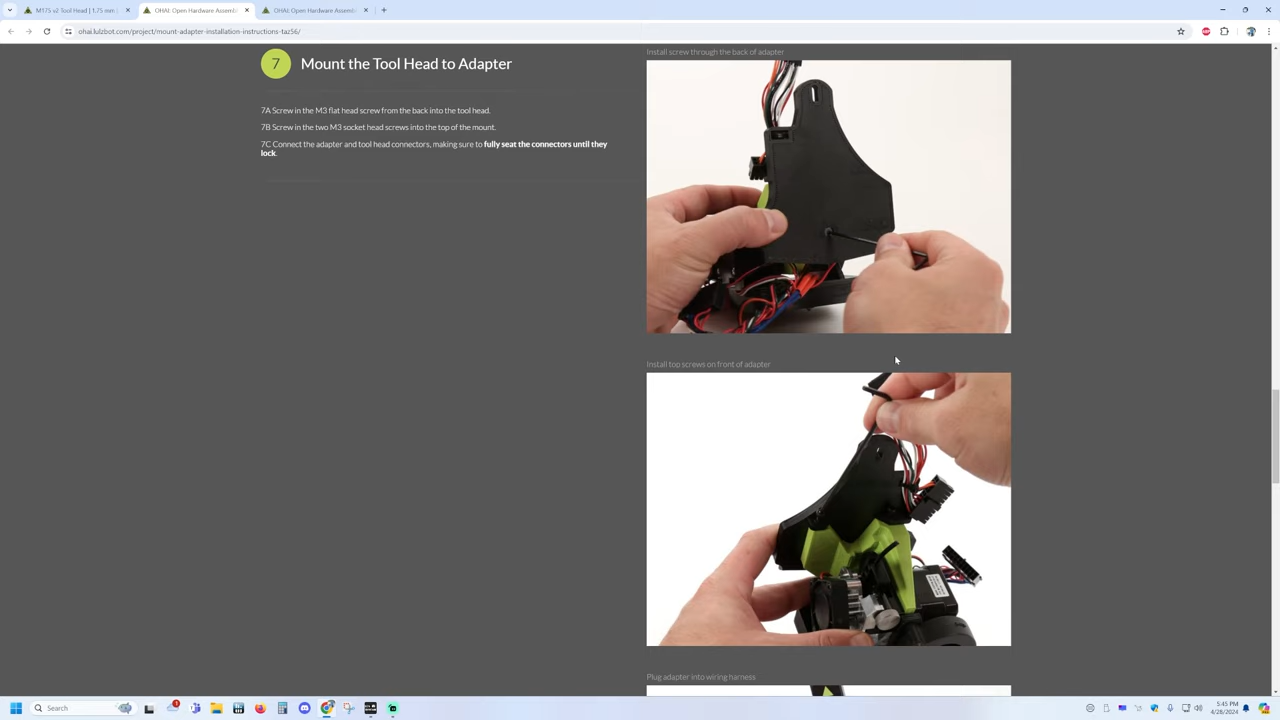 M175 v2 Tool Head | 1.75 mm
OHAI: Open Hardware Assembl
OHAI: Open Hardware Assembl
ohai.lulzbot.com/project/mount-adapter-installation-instructions-taz56/
7 Mount the Tool Head to Adapter
7A Screw in the M3 flat head screw from the back into the tool head.
7B Screw in the two M3 socket head screws into the top of the mount.
7C Connect the adapter and tool head connectors, making sure to fully seat the connectors until they
lock.
Install screw through the back of adapter
Install top screws on front of adapter
Plug adapter into wiring harness
Search
5:45 PM
4/28/2024